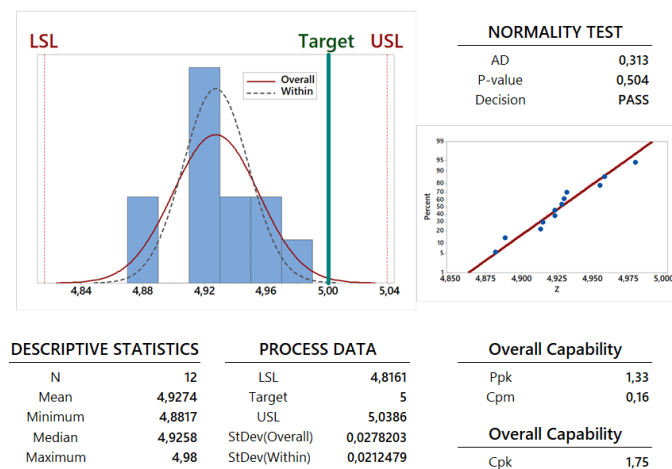 LSL Target USL
Overall
Within
4,84 4,88 4,92 4,96 5,00 5,04
NORMALITY TEST
AD 0,313
P-value 0,504
Decision PASS
99
95
90
80
70
60
50
40
30
20
10
5
1
Percent
4,850 4,875 4,900 4,925 4,950 4,975 5,000
Z
DESCRIPTIVE STATISTICS
N 12
Mean 4,9274
Minimum 4,8817
Median 4,9258
Maximum 4,98
PROCESS DATA
LSL 4,8161
Target 5
USL 5,0386
StDev(Overall) 0,0278203
StDev(Within) 0,0212479
Overall Capability
Ppk 1,33
Cpm 0,16
Overall Capability
Cpk 1,75